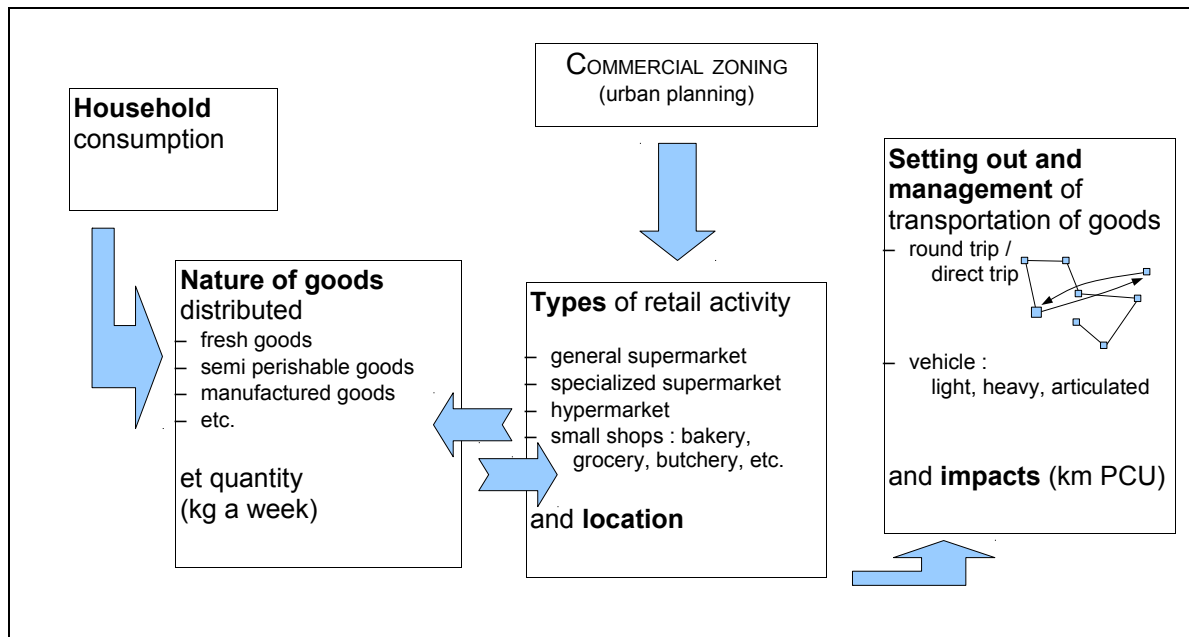 COMMERCIAL ZONING
(urban planning)
Household
consumption
Setting out and
management of
transportation of goods
– round trip /
direct trip
– vehicle :
light, heavy, articulated
and impacts (km PCU)
Nature of goods
distributed
– fresh goods
– semi perishable goods
– manufactured goods
– etc.
et quantity
(kg a week)
Types of retail activity
– general supermarket
– specialized supermarket
– hypermarket
– small shops : bakery,
grocery, butchery, etc.
and location